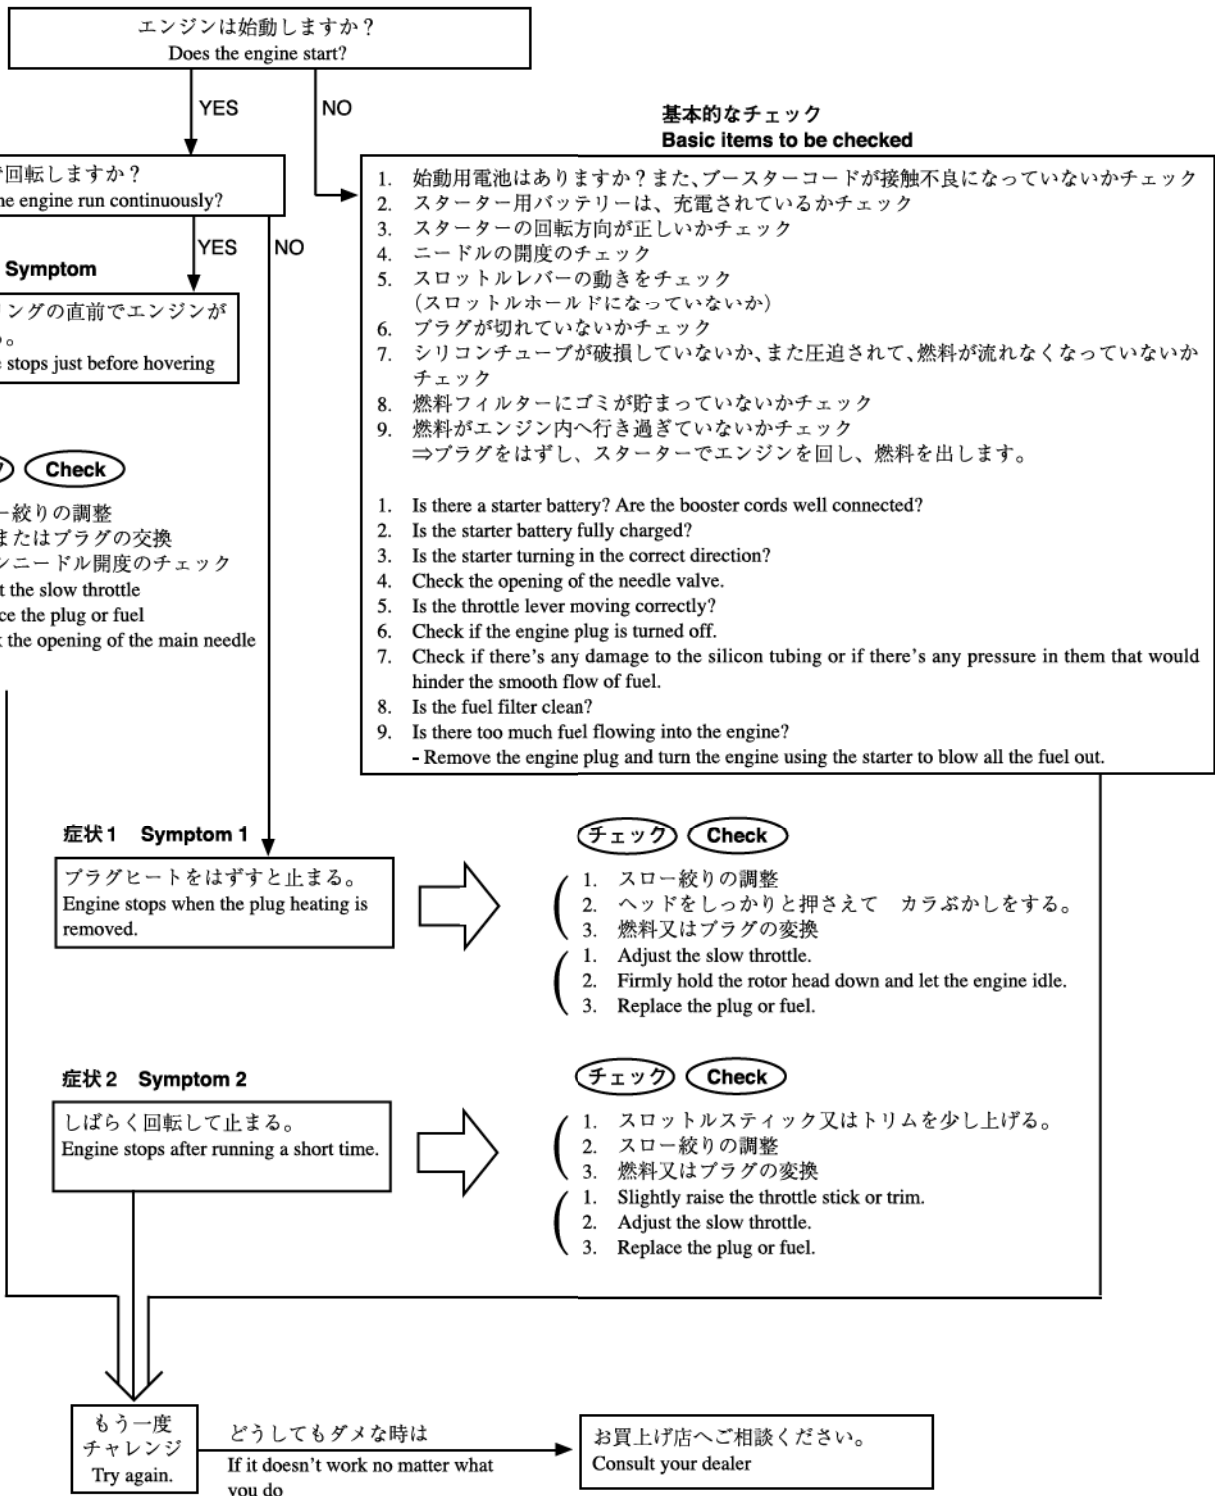 エンジンは始動しますか？
Does the engine start?
YES
NO
基本的なチェック
Basic items to be checked
回転しますか？
engine run continuously?
YES
NO
1. 始動用電池はありますか？また、ブースターコードが接触不良になっていないかチェック
2. スターター用バッテリーは、充電されているかチェック
3. スターターの回転方向が正しいかチェック
4. ニードルの開度のチェック
5. スロットルレバーの動きをチェック
（スロットルホールドになっていないか）
6. プラグが切れていないかチェック
7. シリコンチューブが破損していないか、また圧迫されて、燃料が流れなくなっていないか
チェック
8. 燃料フィルターにゴミが貯まっていないかチェック
9. 燃料がエンジン内へ行き過ぎていないかチェック
⇒プラグをはずし、スターターでエンジンを回し、燃料を出します。
1. Is there a starter battery? Are the booster cords well connected?
2. Is the starter battery fully charged?
3. Is the starter turning in the correct direction?
4. Check the opening of the needle valve.
5. Is the throttle lever moving correctly?
6. Check if the engine plug is turned off.
7. Check if there's any damage to the silicon tubing or if there's any pressure in them that would
hinder the smooth flow of fuel.
8. Is the fuel filter clean?
9. Is there too much fuel flowing into the engine?
- Remove the engine plug and turn the engine using the starter to blow all the fuel out.
Symptom
リングの直前でエンジンが
る。
stops just before hovering
Check
ー絞りの調整
またはプラグの交換
ンニードル開度のチェック
the slow throttle
the plug or fuel
the opening of the main needle
症状1 Symptom 1
プラグヒートをはずすと止まる。
Engine stops when the plug heating is
removed.
チェック Check
1. スロー絞りの調整
2. ヘッドをしっかりと押さえて カラぶかしをする。
3. 燃料又はプラグの変換
1. Adjust the slow throttle.
2. Firmly hold the rotor head down and let the engine idle.
3. Replace the plug or fuel.
症状2 Symptom 2
しばらく回転して止まる。
Engine stops after running a short time.
チェック Check
1. スロットルスティック又はトリムを少し上げる。
2. スロー絞りの調整
3. 燃料又はプラグの変換
1. Slightly raise the throttle stick or trim.
2. Adjust the slow throttle.
3. Replace the plug or fuel.
もう一度
チャレンジ
Try again.
どうしてもダメな時は
If it doesn't work no matter what
you do
お買上げ店へご相談ください。
Consult your dealer